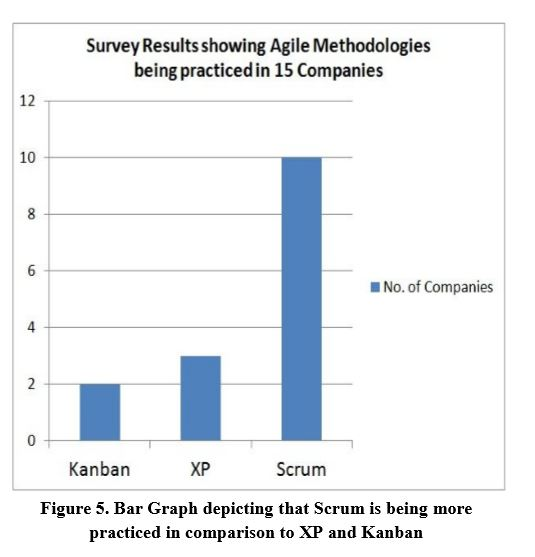 Survey Results showing Agile Methodologies
being practiced in 15 Companies
12
10
8
6
4
2
0
Kanban XP Scrum
No. of Companies
Figure 5. Bar Graph depicting that Scrum is being more
practiced in comparison to XP and Kanban